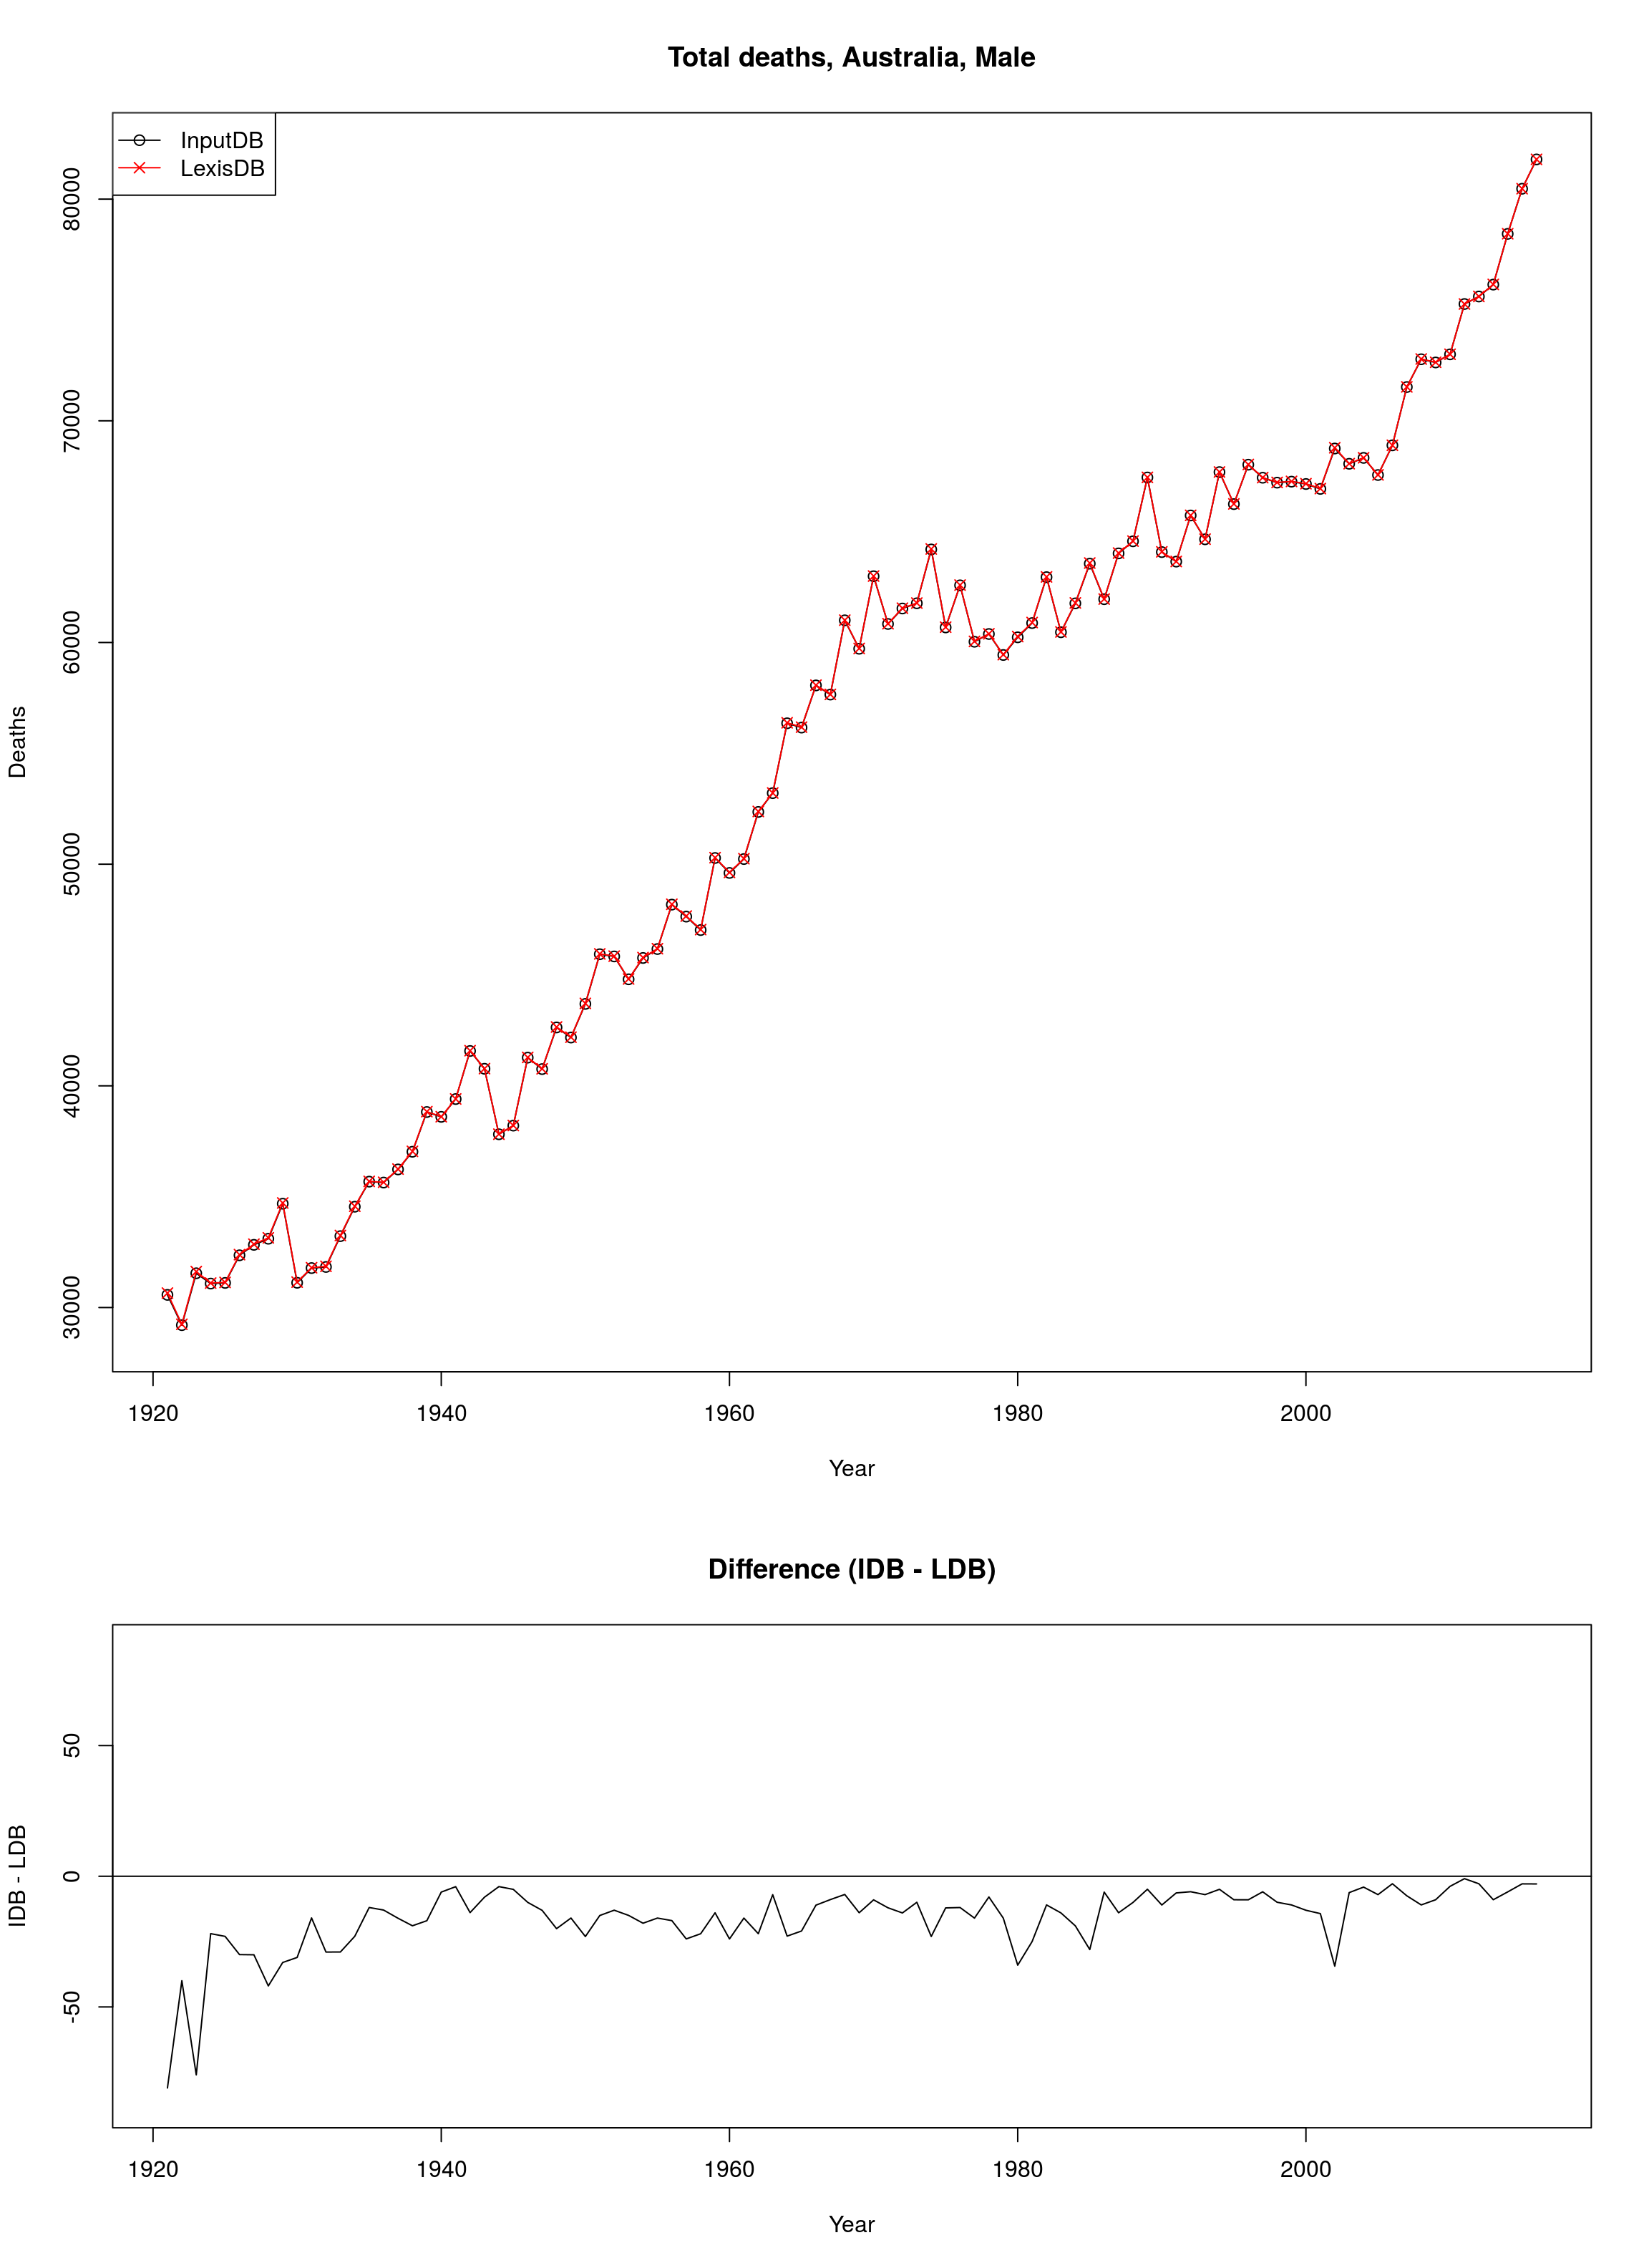 Total deaths, Australia, Male
InputDB
LexisDB
80000
70000
60000
50000
40000
30000
Deaths
1920 1940 1960 1980 2000
Year
Difference (IDB - LDB)
50
0
-50
IDB - LDB
1920 1940 1960 1980 2000
Year